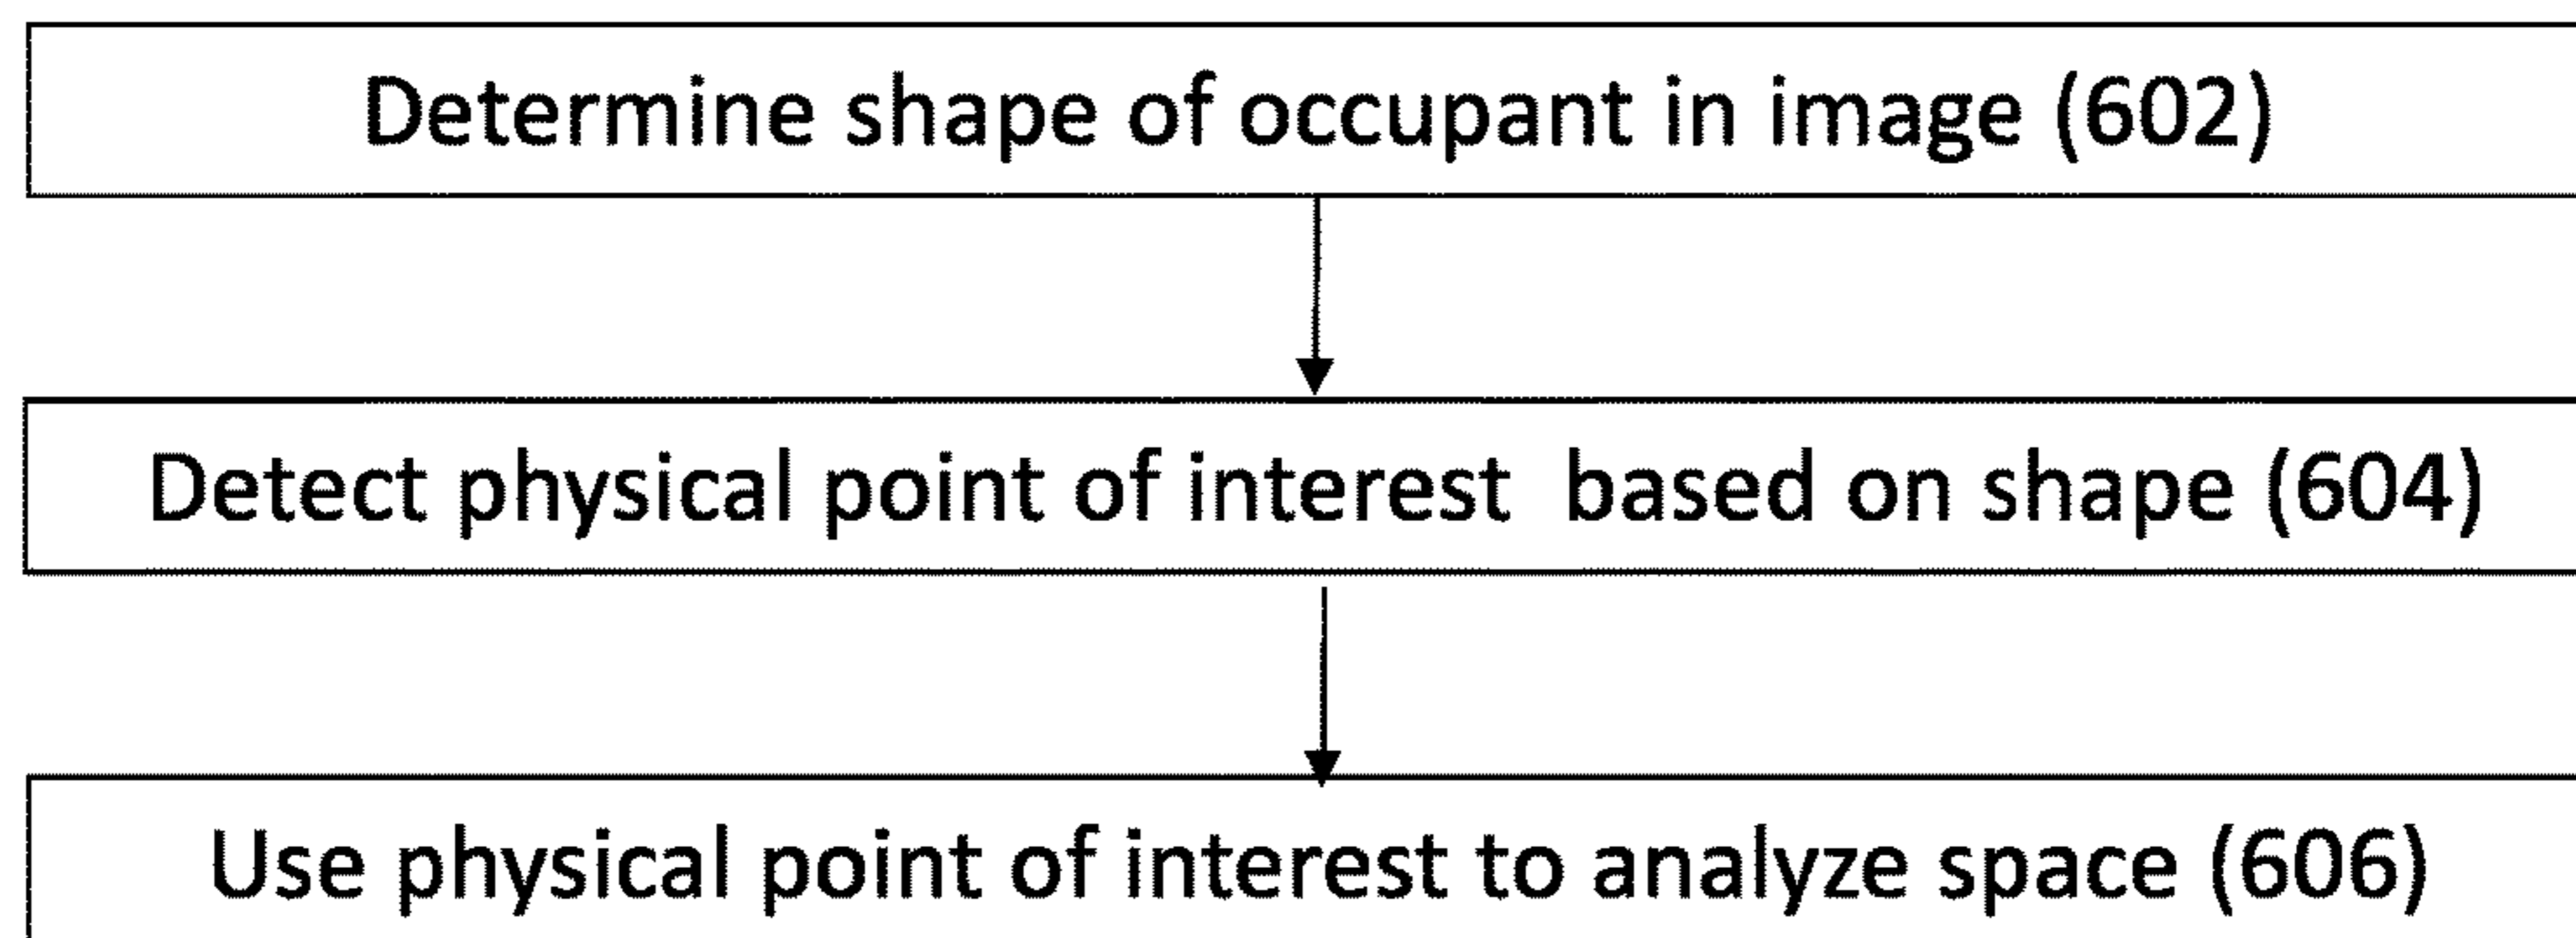 Determine shape of occupant in image (602)
Detect physical point of interest based on shape (604)
Use physical point of interest to analyze space (606)